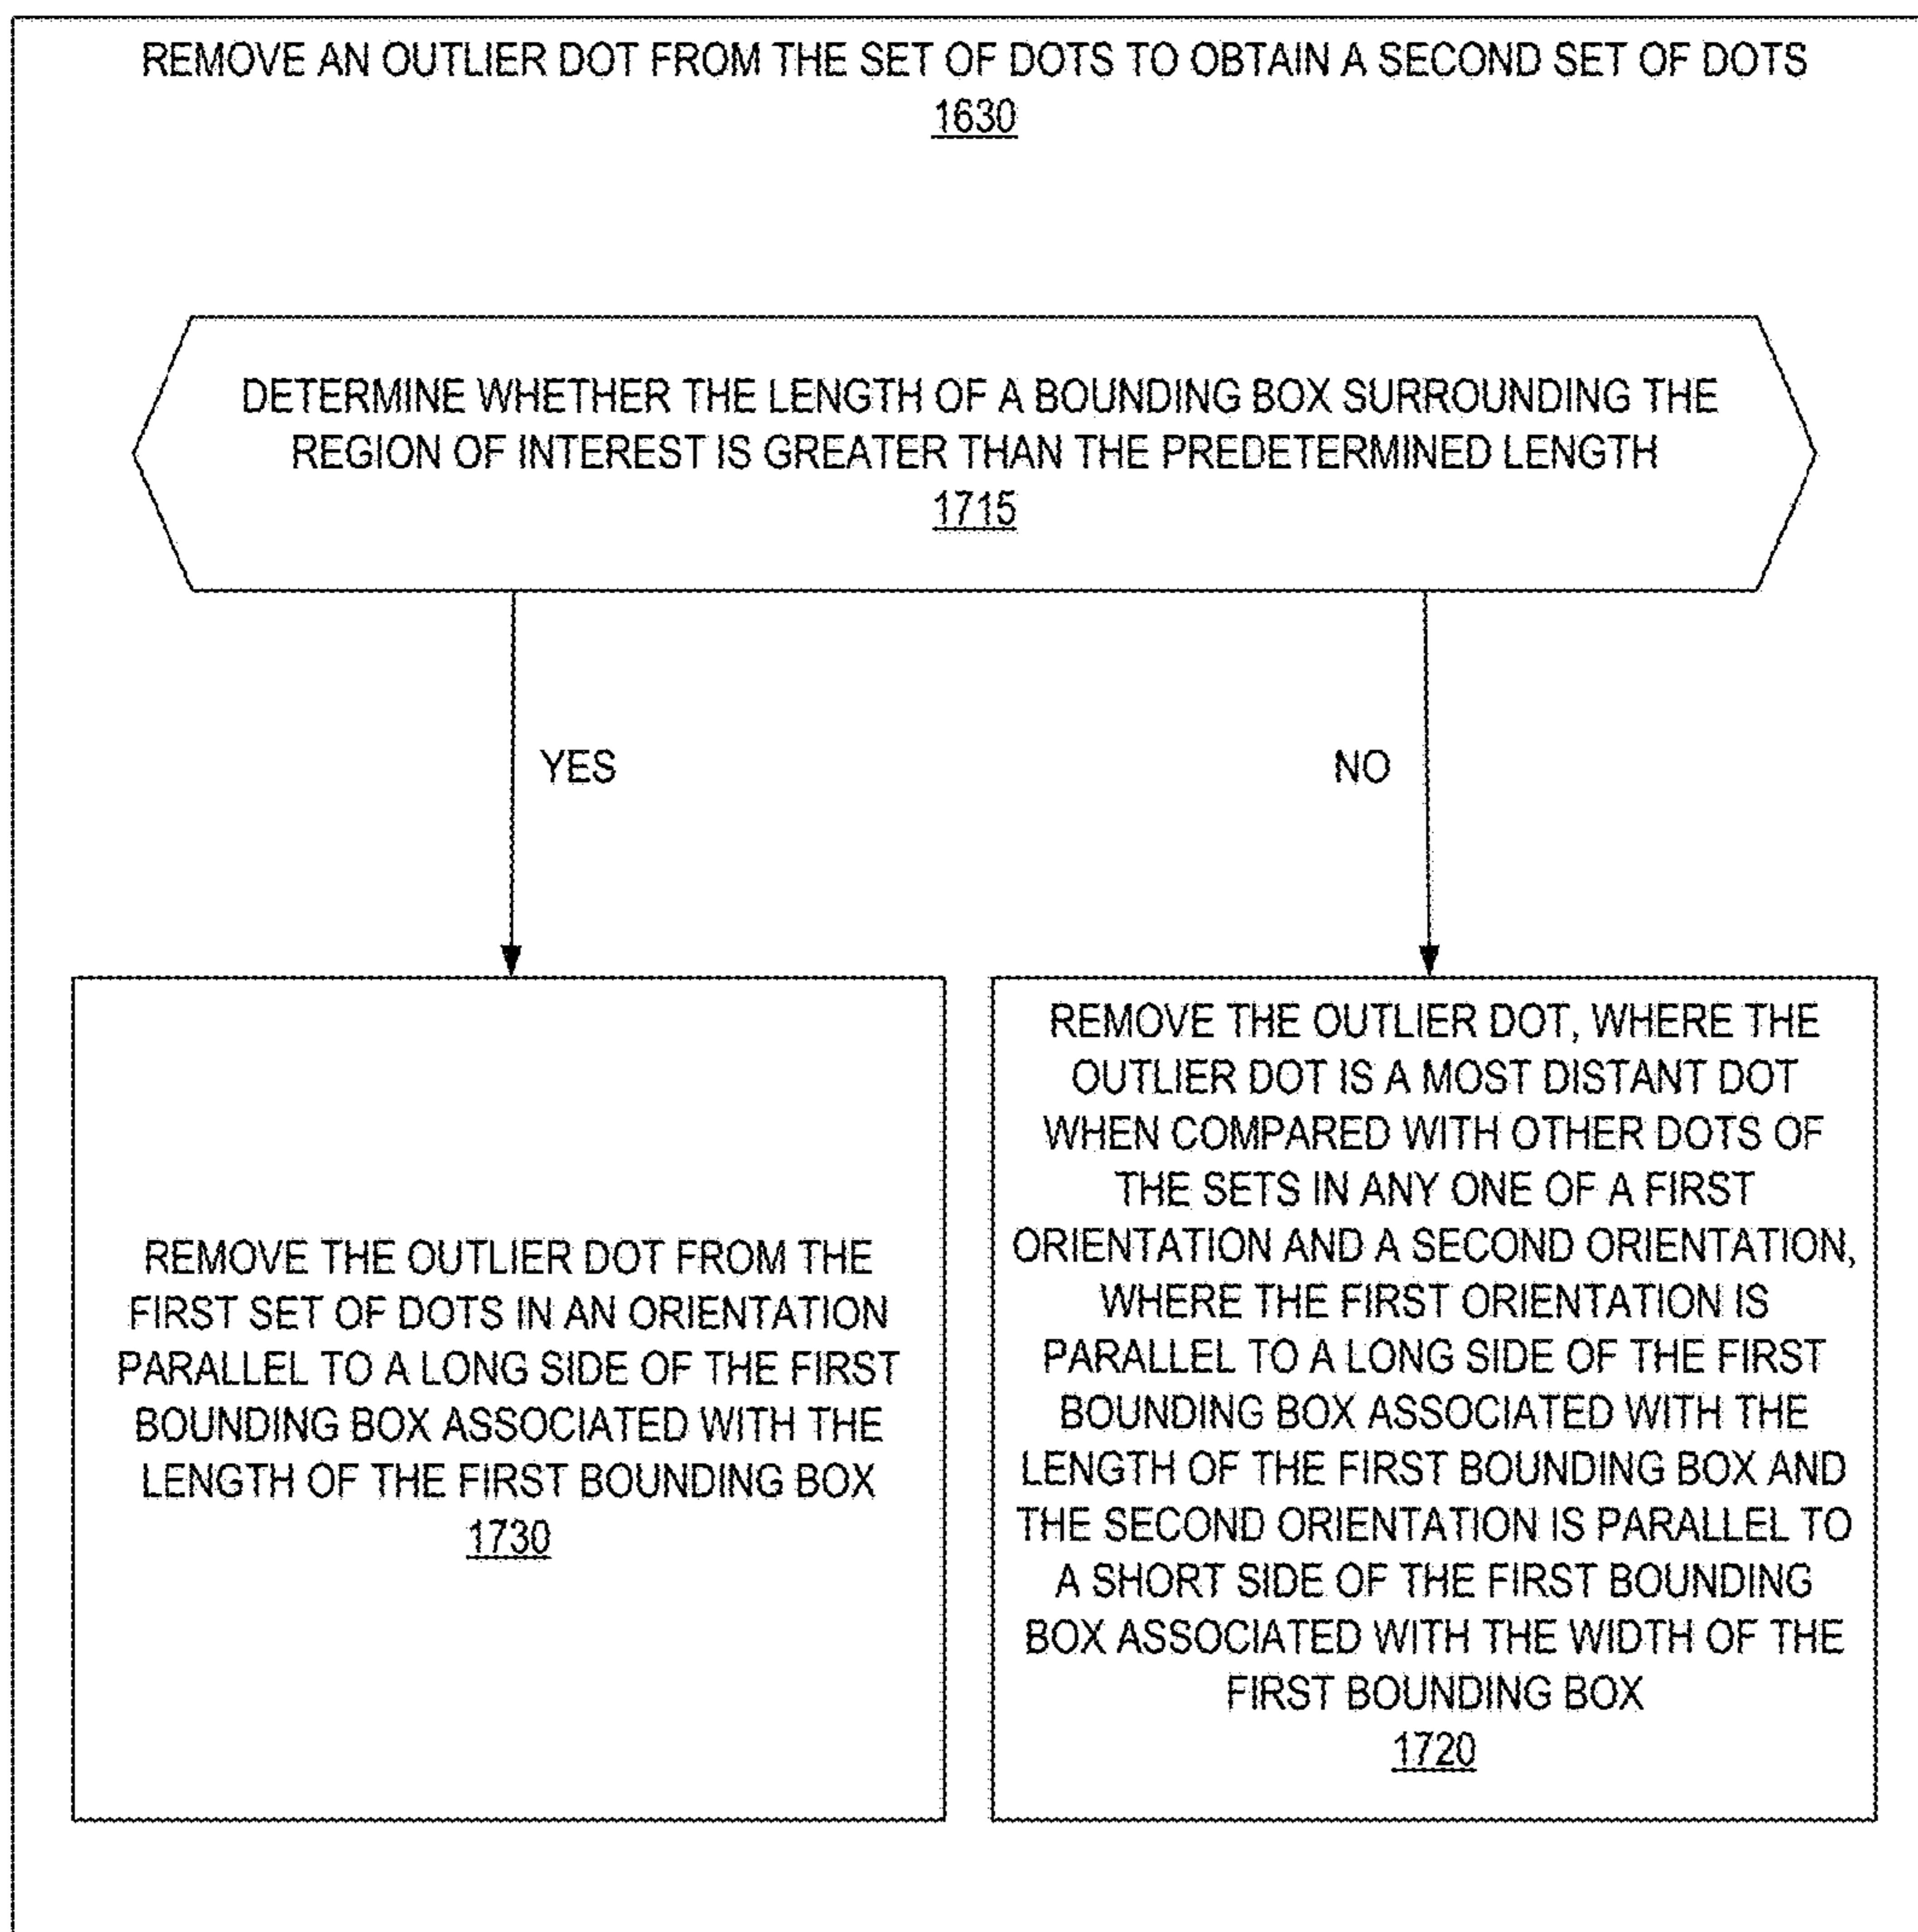 REMOVE AN OUTLIER DOT FROM THE SET OF DOTS TO OBTAIN A SECOND SET OF DOTS
1630
DETERMINE WHETHER THE LENGTH OF A BOUNDING BOX SURROUNDING THE
REGION OF INTEREST IS GREATER THAN THE PREDETERMINED LENGTH
1715
YES
NO
REMOVE THE OUTLIER DOT FROM THE
FIRST SET OF DOTS IN AN ORIENTATION
PARALLEL TO A LONG SIDE OF THE FIRST
BOUNDING BOX ASSOCIATED WITH THE
LENGTH OF THE FIRST BOUNDING BOX
1730
REMOVE THE OUTLIER DOT, WHERE THE
OUTLIER DOT IS A MOST DISTANT DOT
WHEN COMPARED WITH OTHER DOTS OF
THE SETS IN ANY ONE OF A FIRST
ORIENTATION AND A SECOND ORIENTATION,
WHERE THE FIRST ORIENTATION IS
PARALLEL TO A LONG SIDE OF THE FIRST
BOUNDING BOX ASSOCIATED WITH THE
LENGTH OF THE FIRST BOUNDING BOX AND
THE SECOND ORIENTATION IS PARALLEL TO
A SHORT SIDE OF THE FIRST BOUNDING
BOX ASSOCIATED WITH THE WIDTH OF THE
FIRST BOUNDING BOX
1720